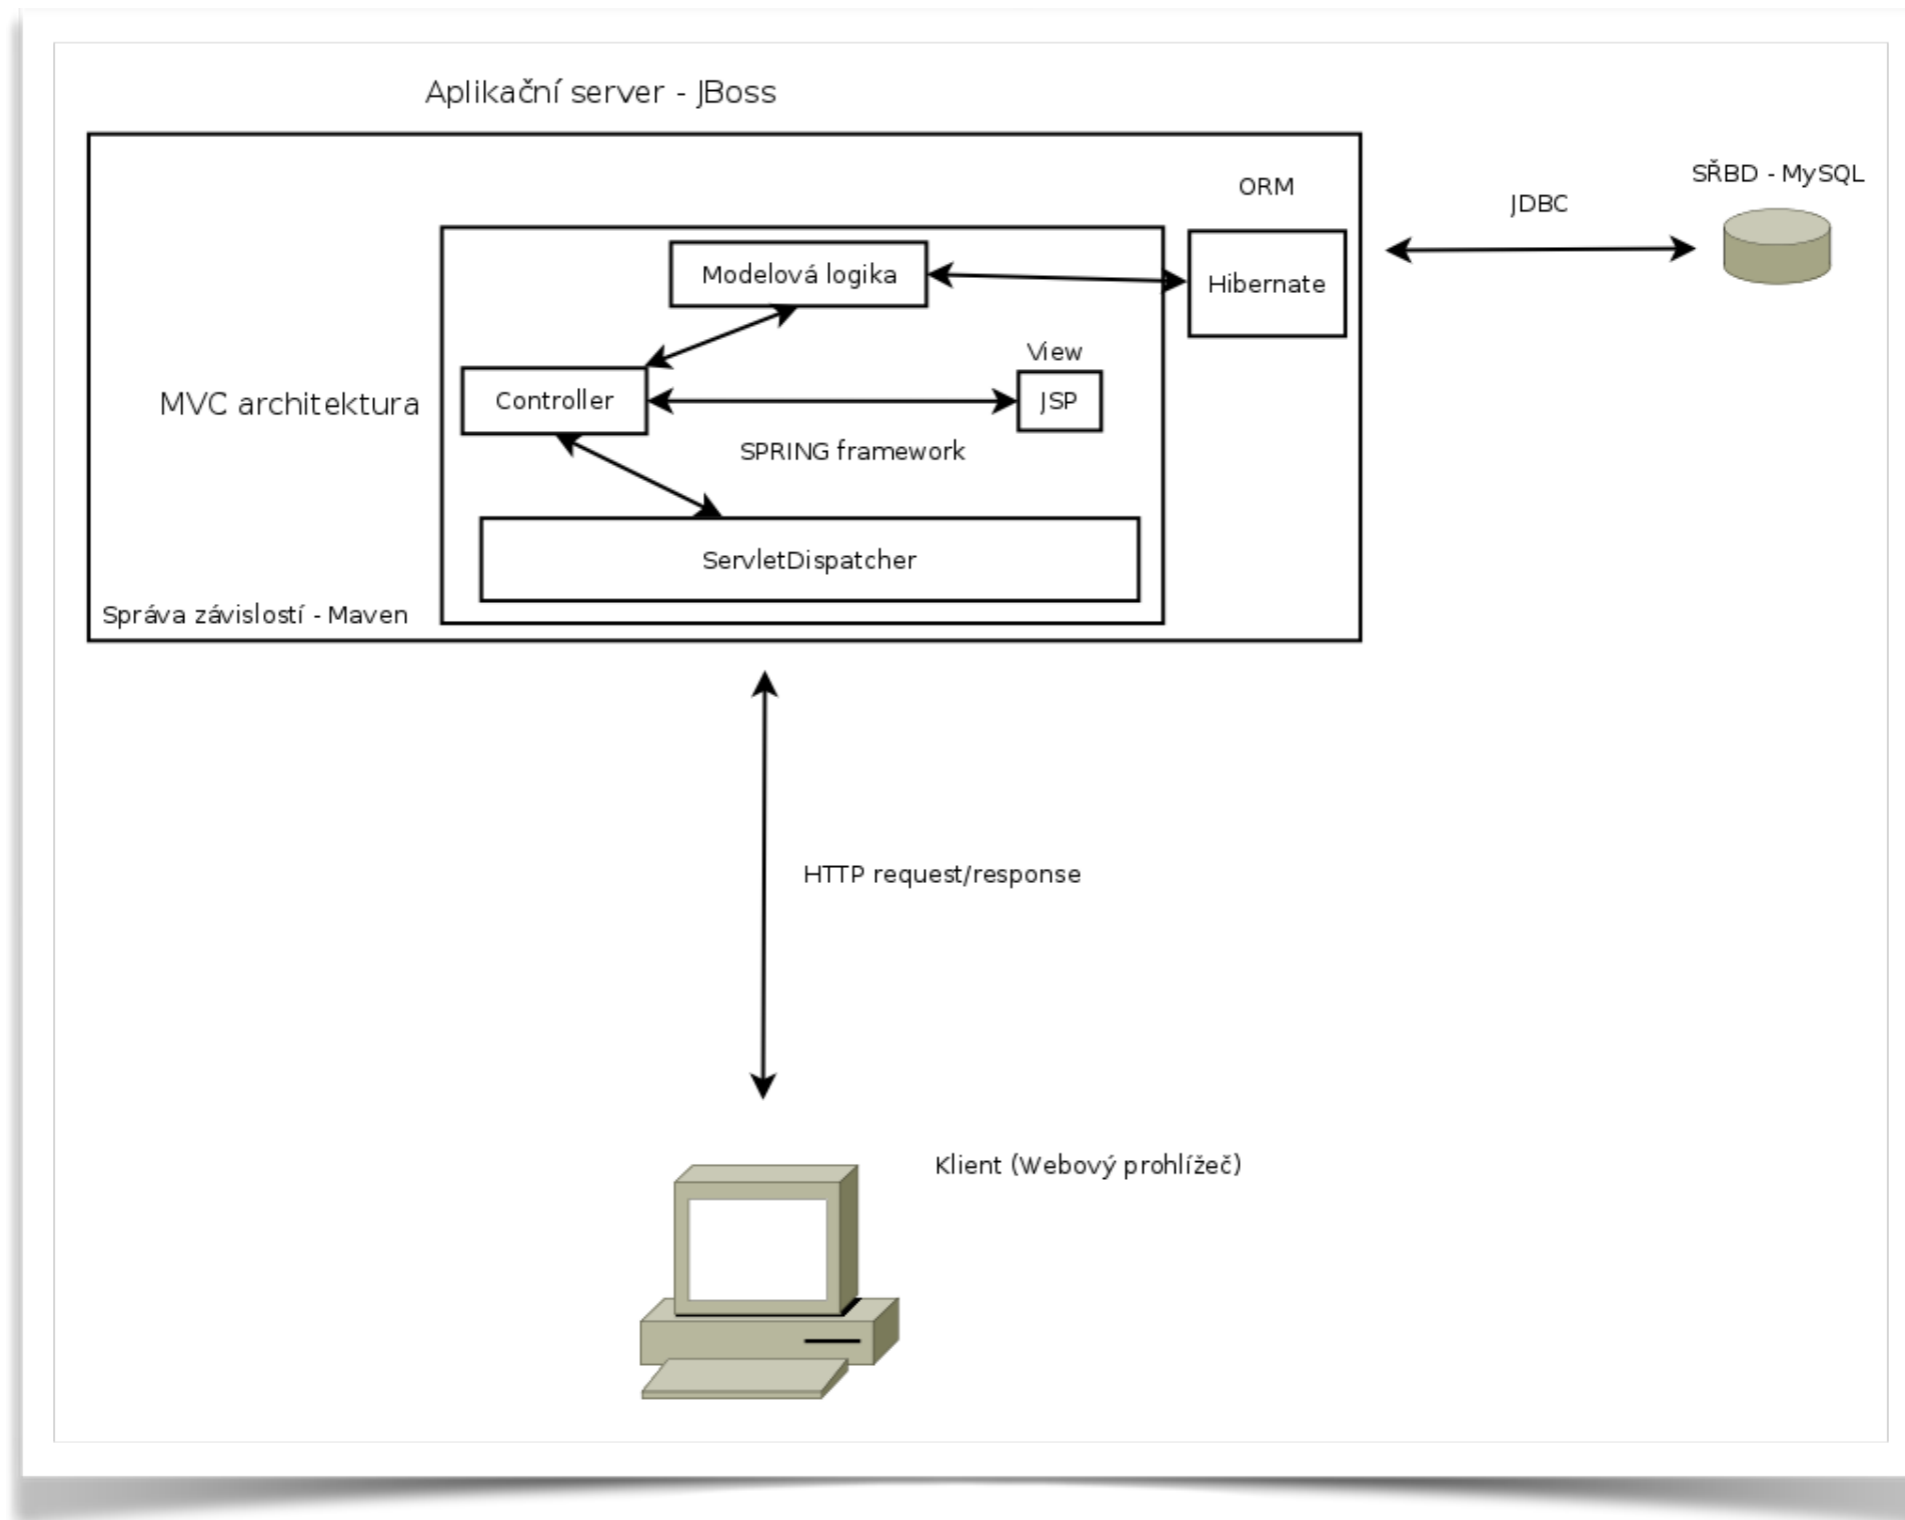 Aplikační server - JBoss
SŘBD - MySQL
ORM
JDBC
Modelová logika
Hibernate
View
MVC architektura
Controller
JSP
SPRING framework
ServletDispatcher
Správa závislostí - Maven
HTTP request/response
Klient (Webový prohlížeč)